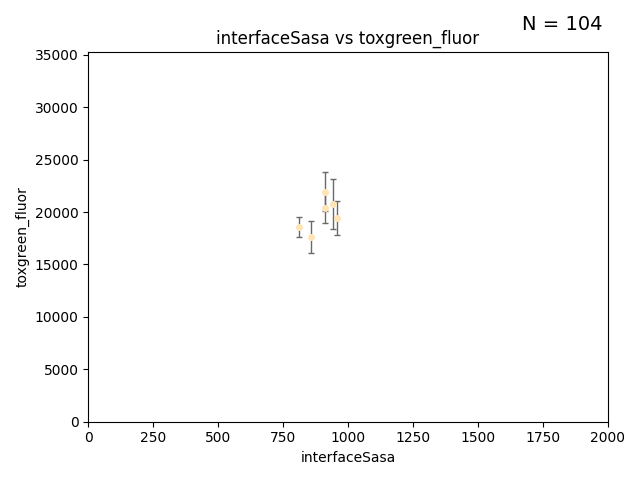 N = 104
interfaceSasa vs toxgreen_fluor
35000
30000
25000
20000
15000
10000
5000
0
toxgreen_fluor
0 250 500 750 1000 1250 1500 1750 2000
interfaceSasa